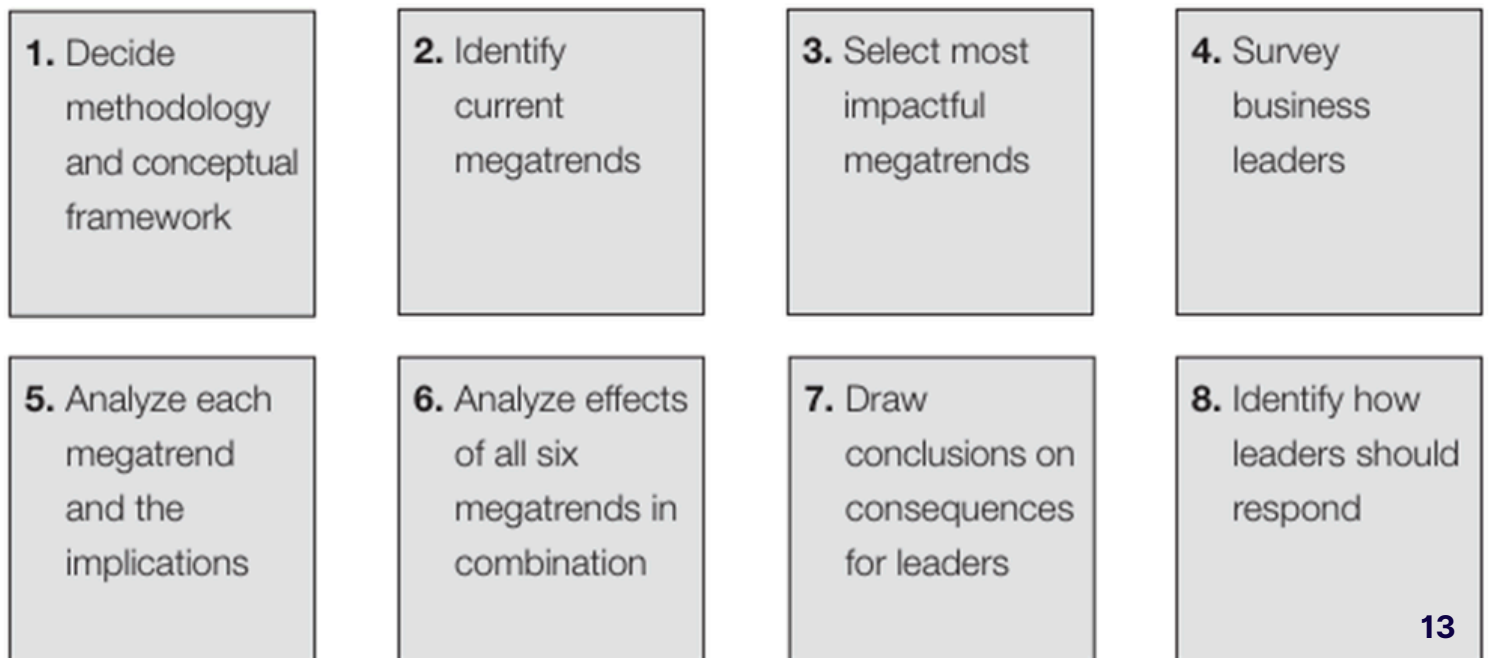 1. Decide
methodology
and conceptual
framework
2. Identify
current
megatrends
3. Select most
impactful
megatrends
4. Survey
business
leaders
5. Analyze each
megatrend
and the
implications
6. Analyze effects
of all six
megatrends in
combination
7. Draw
conclusions on
consequences
for leaders
8. Identify how
leaders should
respond
13